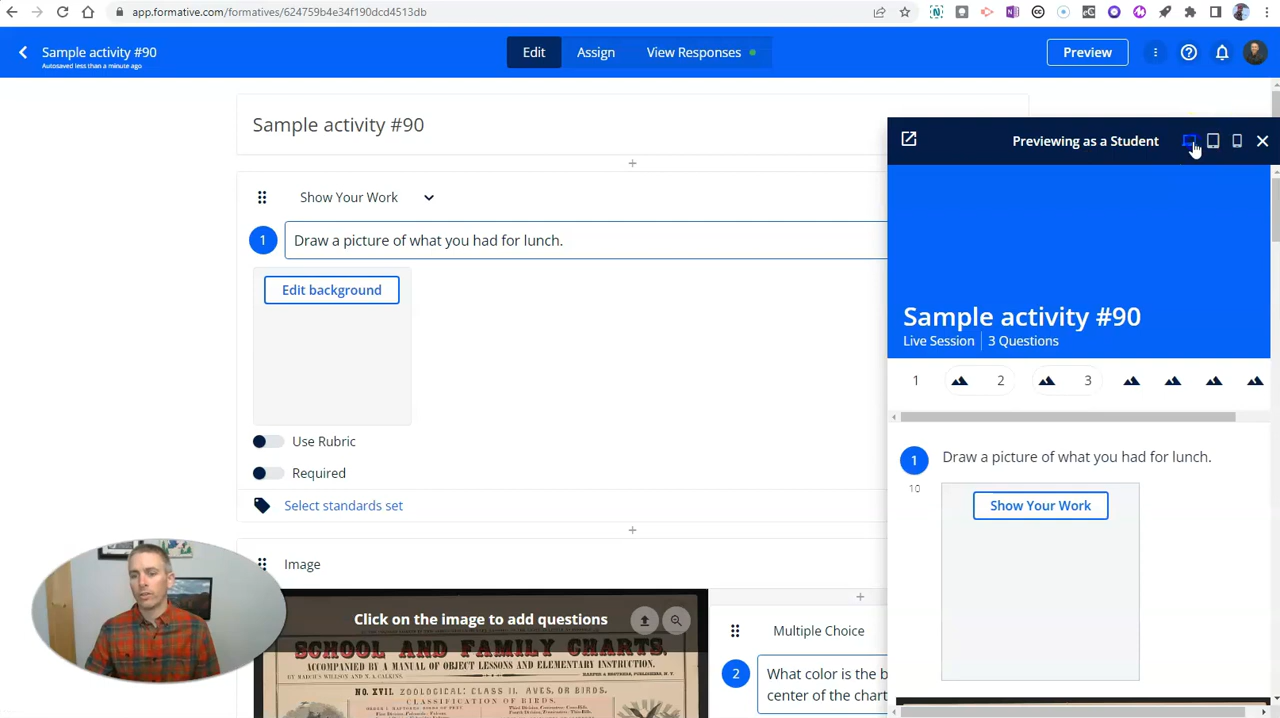 app.formative.com/formatives/624759b4e34f190dcd4513db
Sample activity #90
Autosaved less than a minute ago
Edit
Assign
View Responses
Preview
Sample activity #90
Show Your Work
1
Draw a picture of what you had for lunch.
Edit background
Use Rubric
Required
Select standards set
Image
Click on the image to add questions
SCHOOL AND FAMILY CHARTS.
ACCOMPANIED BY A MANUAL OF OBJECT LESSONS AND ELEMENTARY INSTRUCTION.
BY MARCIUS WILLSON AND N. A. CALKINS.
HARPER & BROTHERS, PUBLISHERS, N.Y.
NO. XVII. ZOOLOGICAL: CLASS II. AVES, OR BIRDS.
CLASSIFICATION OF BIRDS.
Multiple Choice
2
What color is the b
center of the chart
Previewing as a Student
Sample activity #90
Live Session
3 Questions
1
2
3
1
Draw a picture of what you had for lunch.
10
Show Your Work